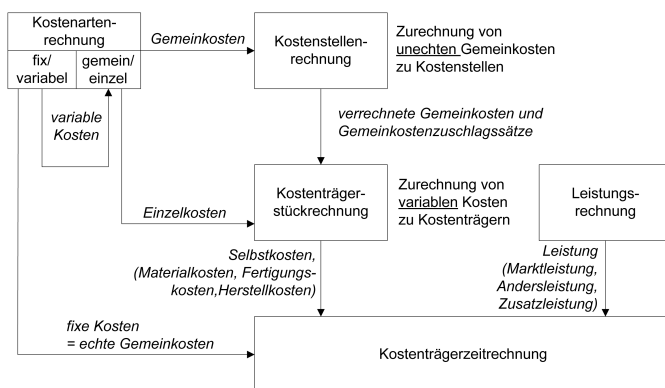 Kostenarten-
rechnung
fix/
variabel
gemein/
einzel
Gemeinkosten
Kostenstellen-
rechnung
Zurechnung von
unechten Gemeinkosten
zu Kostenstellen
variable
Kosten
verrechnete Gemeinkosten und
Gemeinkostenzuschlagssätze
Einzelkosten
Kostenträger-
stückrechnung
Zurechnung von
variablen Kosten
zu Kostenträgern
Leistungs-
rechnung
Selbstkosten,
(Materialkosten, Fertigungs-
kosten,Herstellkosten)
Leistung
(Marktleistung,
Andersleistung,
Zusatzleistung)
fixe Kosten
= echte Gemeinkosten
Kostenträgerzeitrechnung